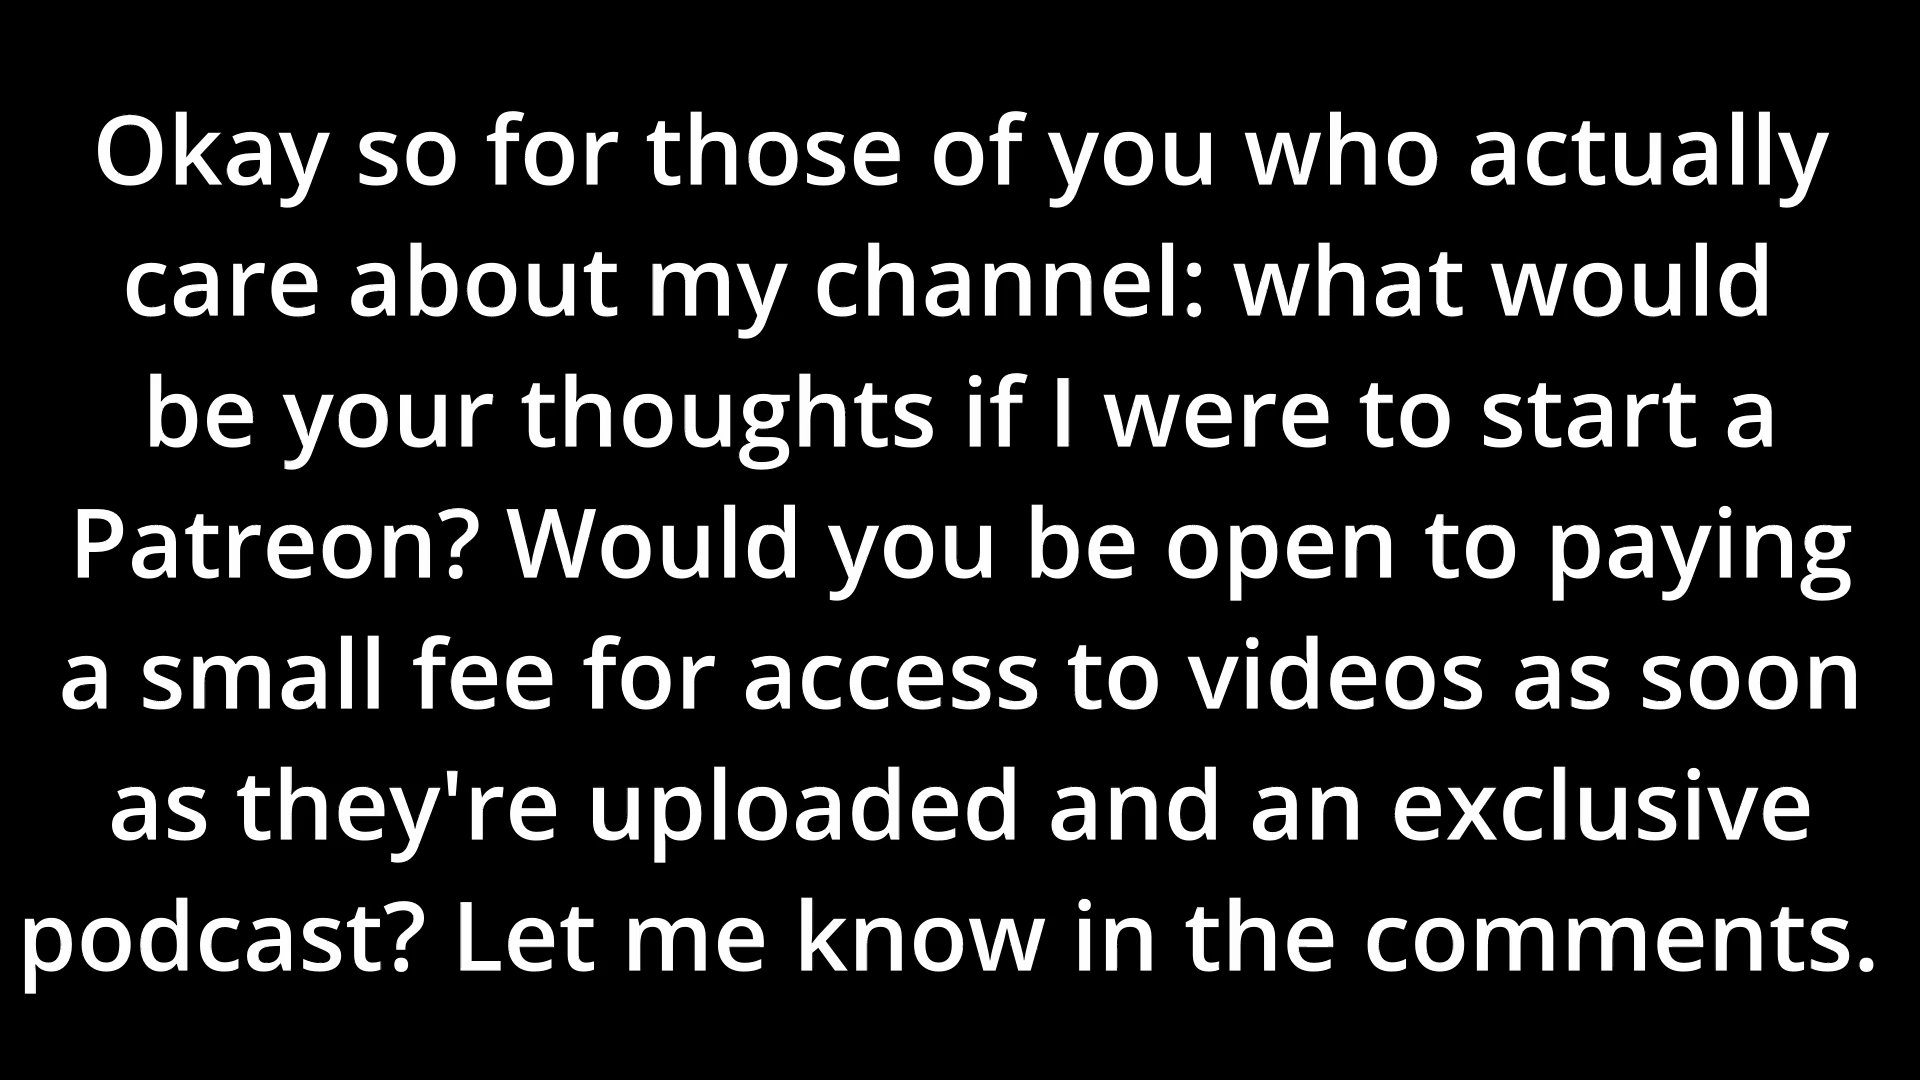 Okay so for those of you who actually
care about my channel: what would
be your thoughts if I were to start a
Patreon? Would you be open to paying
a small fee for access to videos as soon
as they're uploaded and an exclusive
podcast? Let me know in the comments.